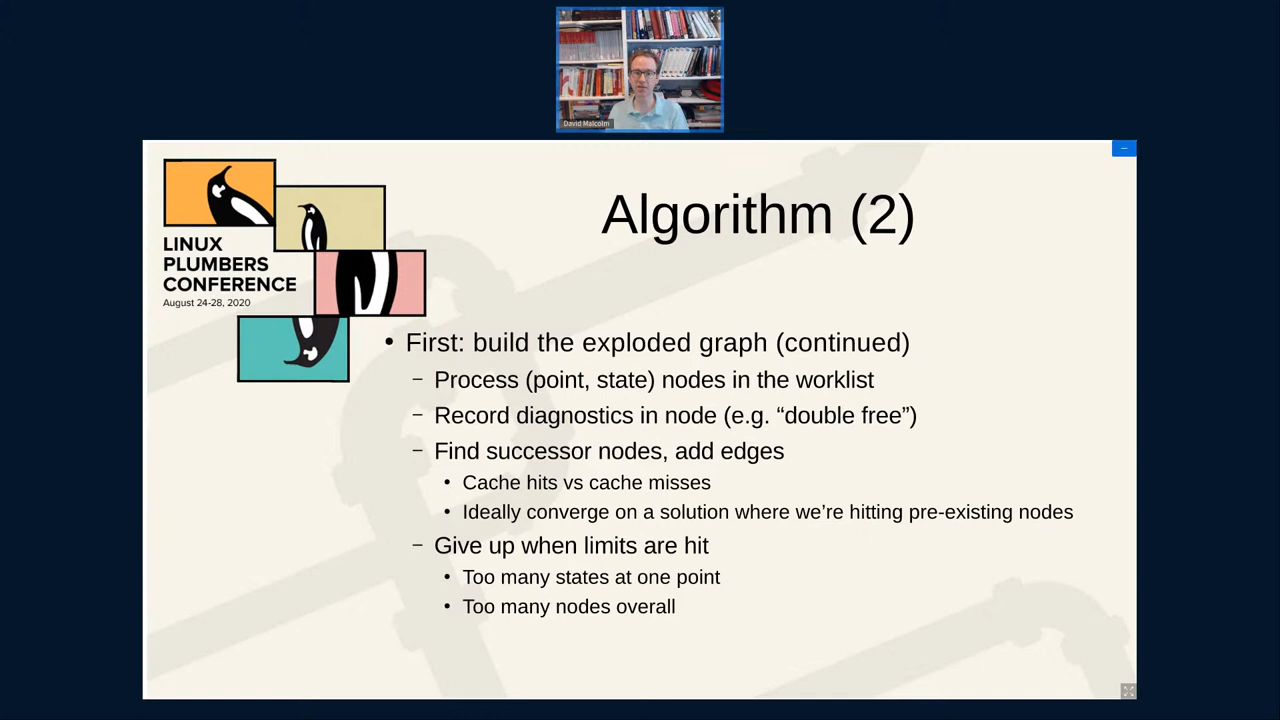 David Malcolm
LINUX
PLUMBERS
CONFERENCE
August 24-28, 2020
Algorithm (2)
• First: build the exploded graph (continued)
– Process (point, state) nodes in the worklist
– Record diagnostics in node (e.g. “double free”)
– Find successor nodes, add edges
• Cache hits vs cache misses
• Ideally converge on a solution where we’re hitting pre-existing nodes
– Give up when limits are hit
• Too many states at one point
• Too many nodes overall